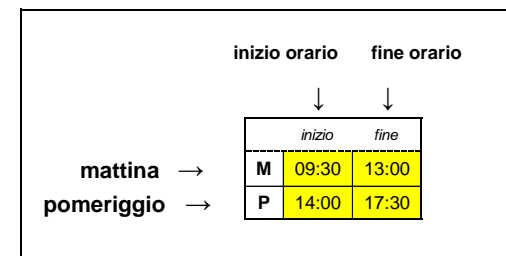 inizio orario fine orario
↓ ↓
inizio fine
mattina → M 09:30 13:00
pomeriggio → P 14:00 17:30